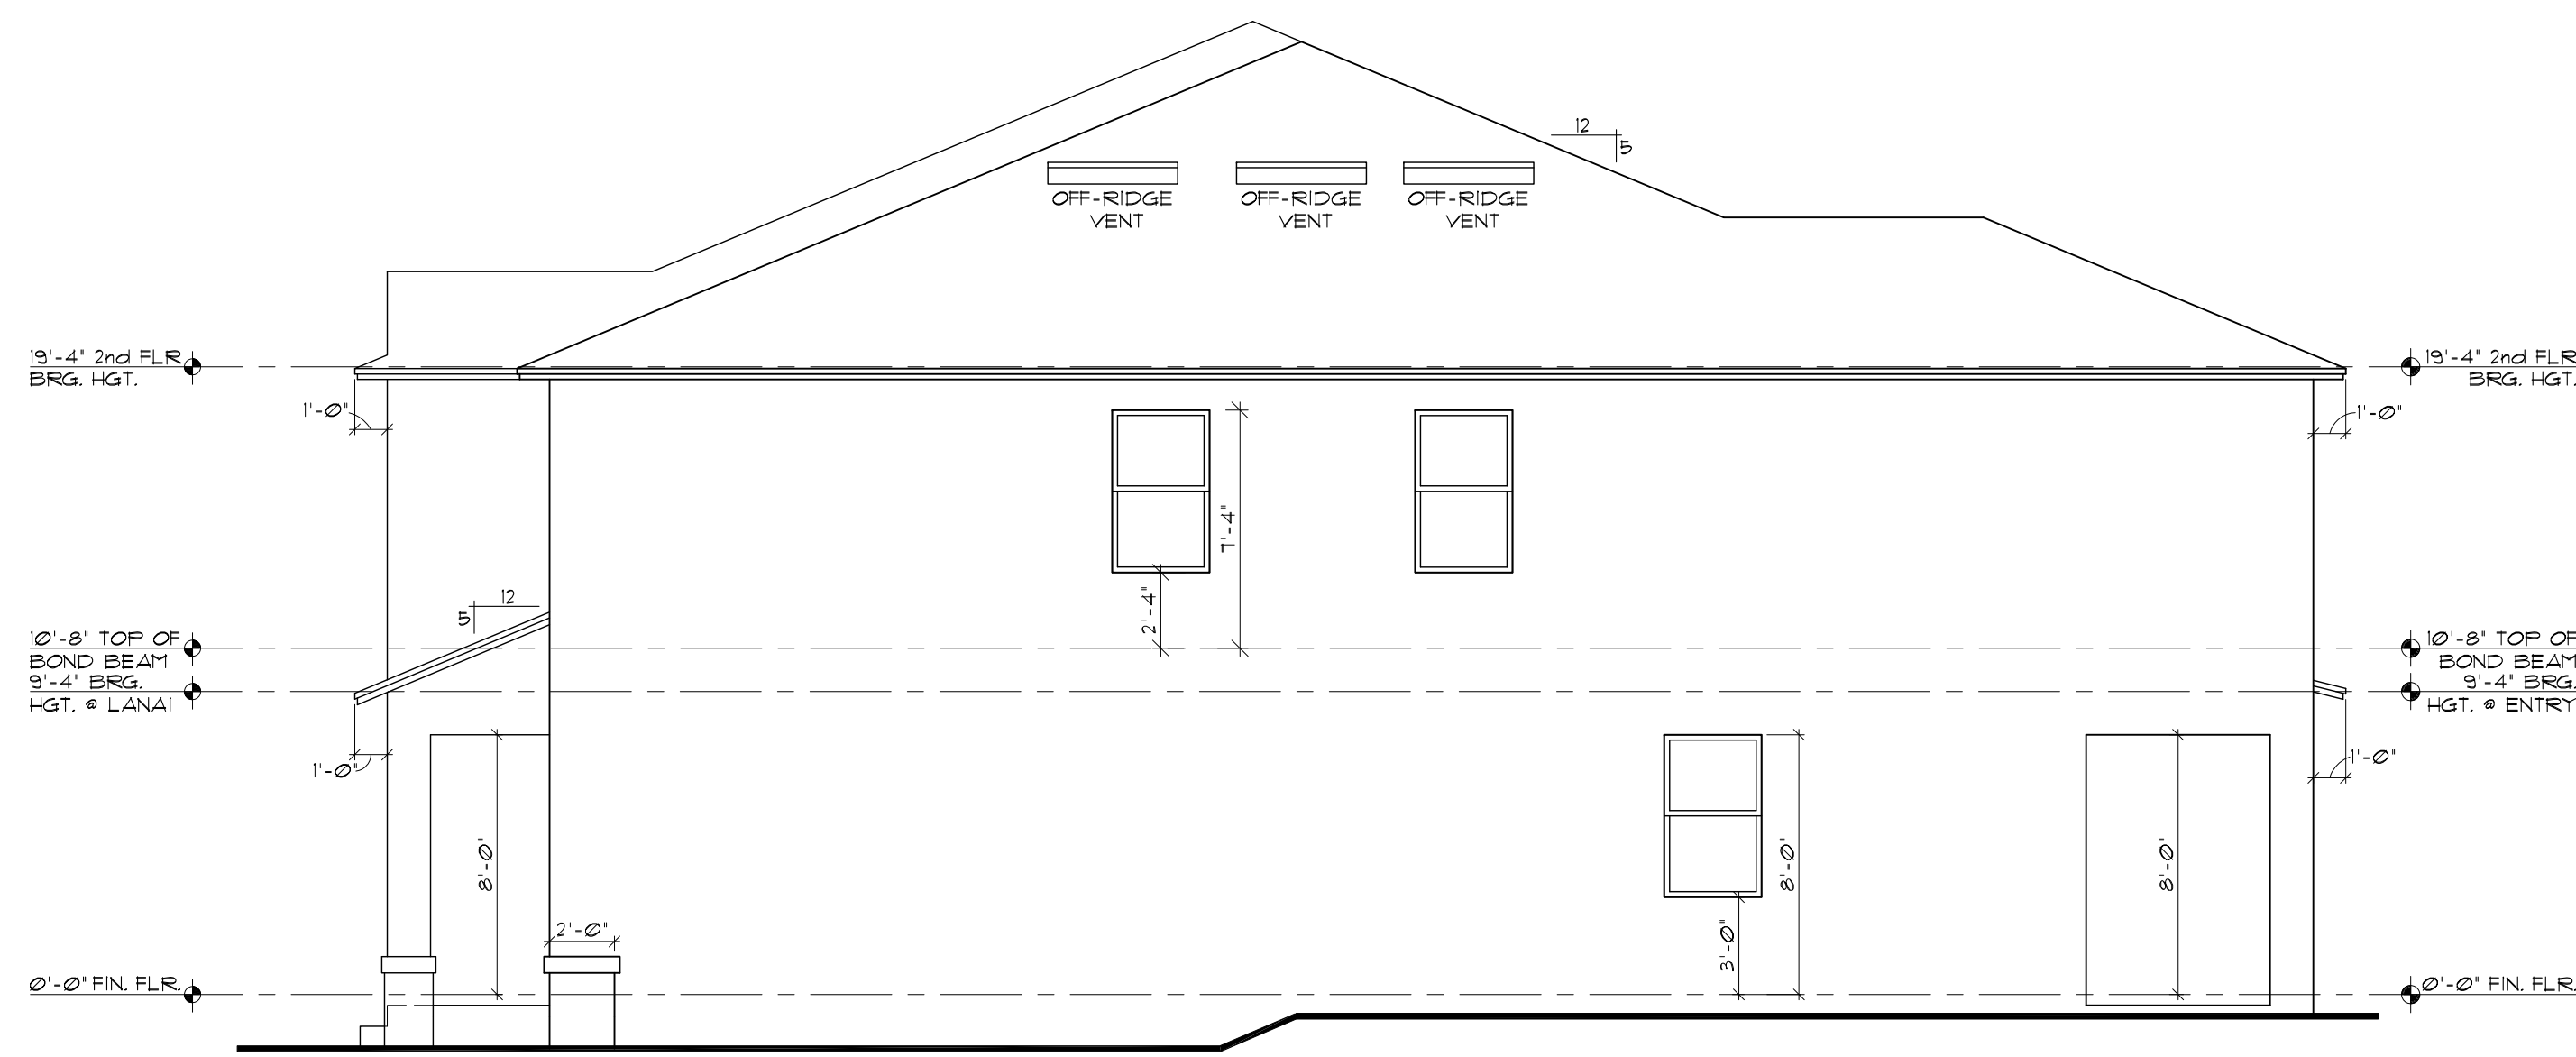 12
5
OFF-RIDGE
VENT
OFF-RIDGE
VENT
OFF-RIDGE
VENT
19'-4" 2nd FLR
BRG. HGT.
19'-4" 2nd FLR
BRG. HGT.
1'-0"
1'-0"
7'-4"
2'-4"
12
5
10'-8" TOP OF
BOND BEAM
9'-4" BRG.
HGT. @ LANAI
10'-8" TOP OF
BOND BEAM
9'-4" BRG.
HGT. @ ENTRY
1'-0"
1'-0"
8'-0"
8'-0"
8'-0"
2'-0"
3'-0"
0'-0" FIN. FLR.
0'-0" FIN. FLR.